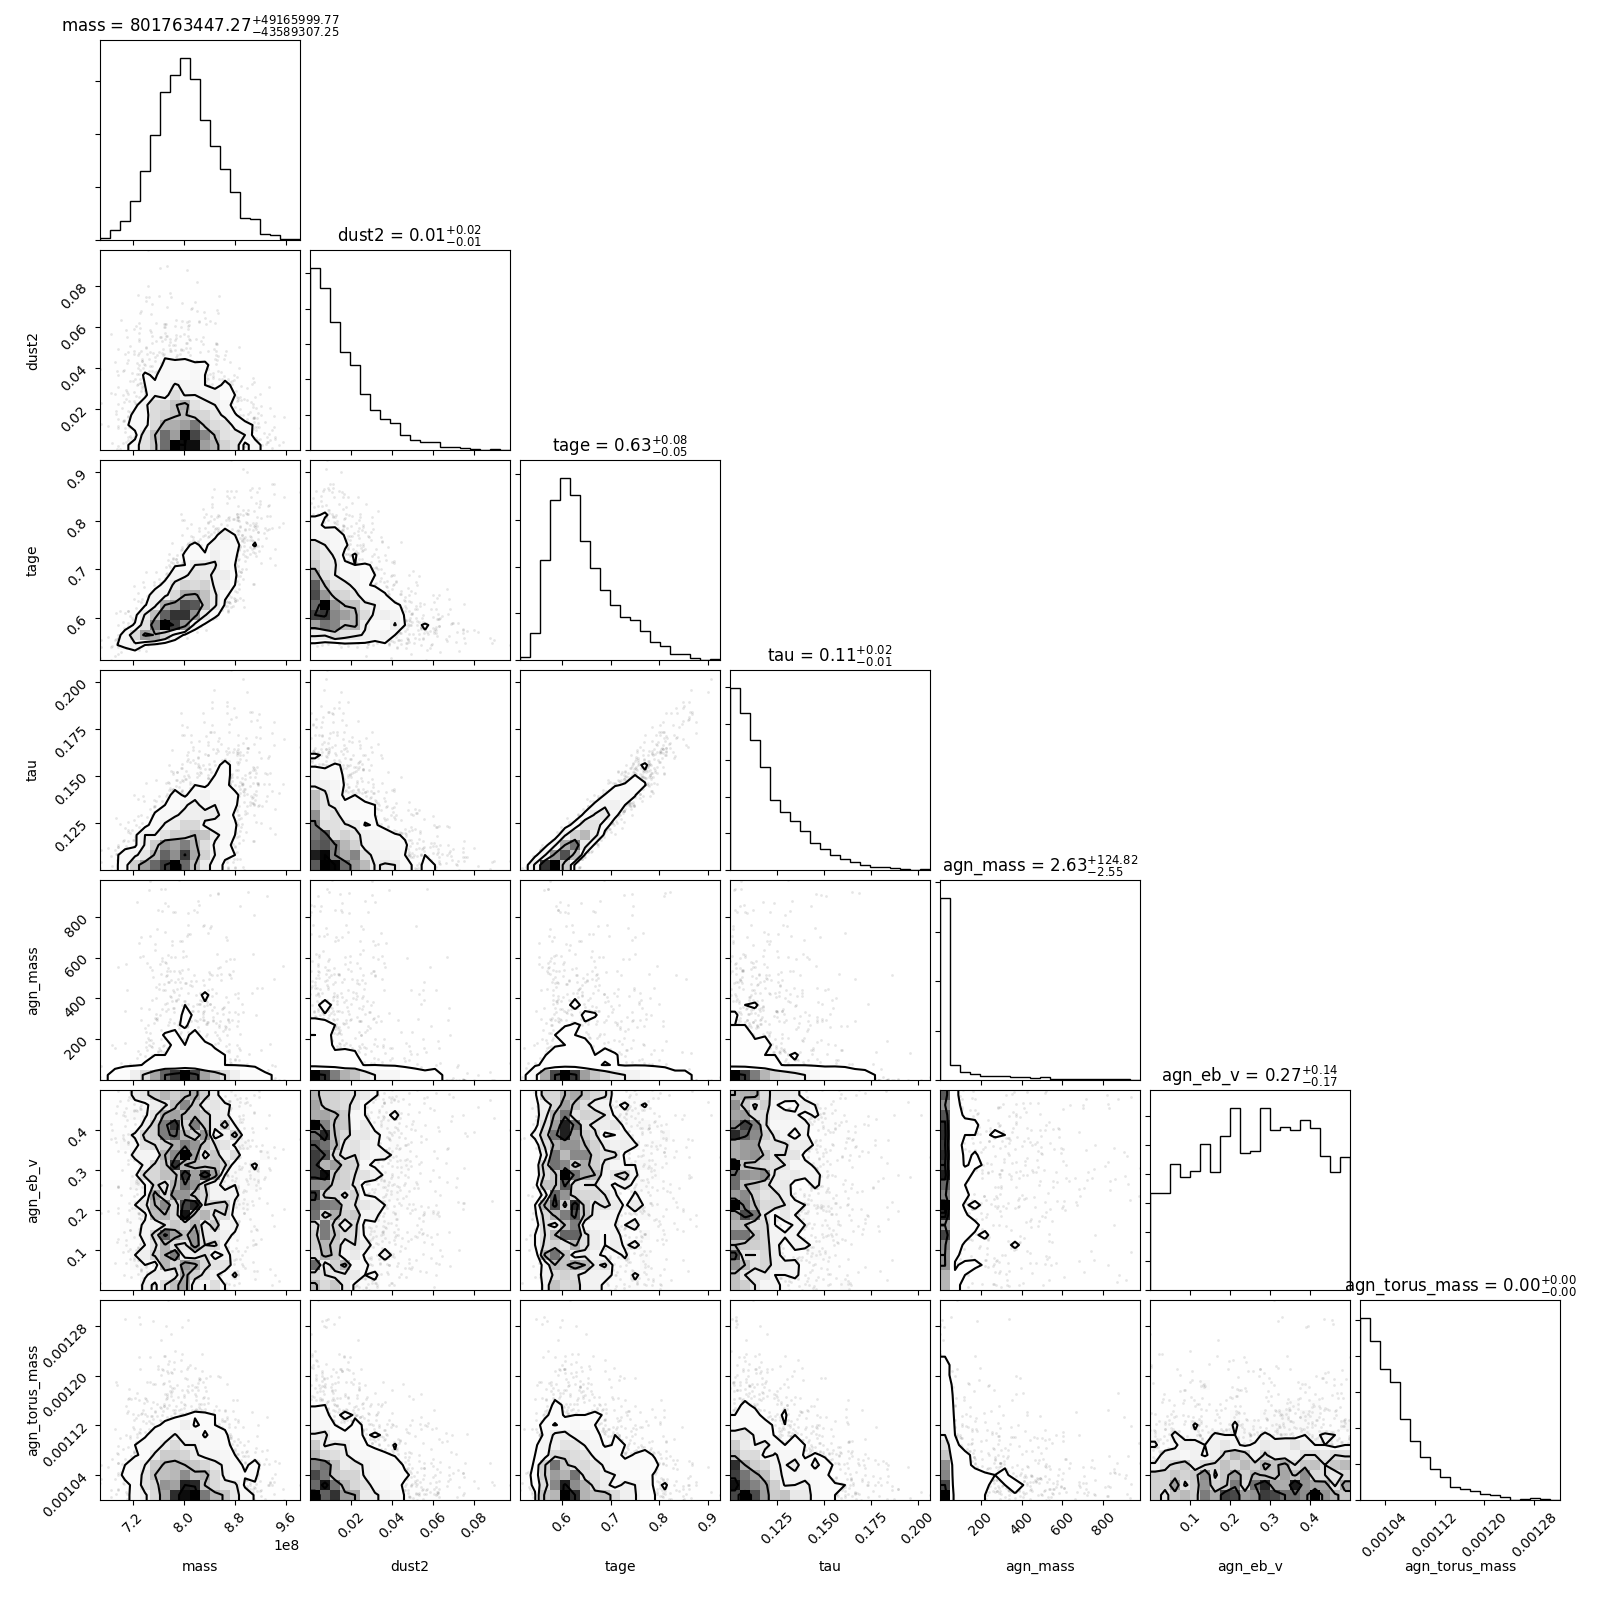 mass = 801763447.27+49165999.77−43589307.25
dust2 = 0.01+0.02−0.01
dust2
0.08
0.06
0.04
0.02
tage = 0.63+0.08−0.05
tage
0.9
0.8
0.7
0.6
tau = 0.11+0.02−0.01
tau
0.200
0.175
0.150
0.125
agn_mass = 2.63+124.82−2.55
agn_mass
800
600
400
200
agn_eb_v = 0.27+0.14−0.17
agn_eb_v
0.4
0.3
0.2
0.1
agn_torus_mass = 0.00+0.00−0.00
agn_torus_mass
0.00128
0.00120
0.00112
0.00104
7.2 8.0 8.8 9.6 0.02 0.04 0.06 0.08 0.6 0.7 0.8 0.9 0.125 0.150 0.175 0.200 200 400 600 800 0.1 0.2 0.3 0.4 0.00104 0.00112 0.00120 0.00128
1e8
mass dust2 tage tau agn_mass agn_eb_v agn_torus_mass